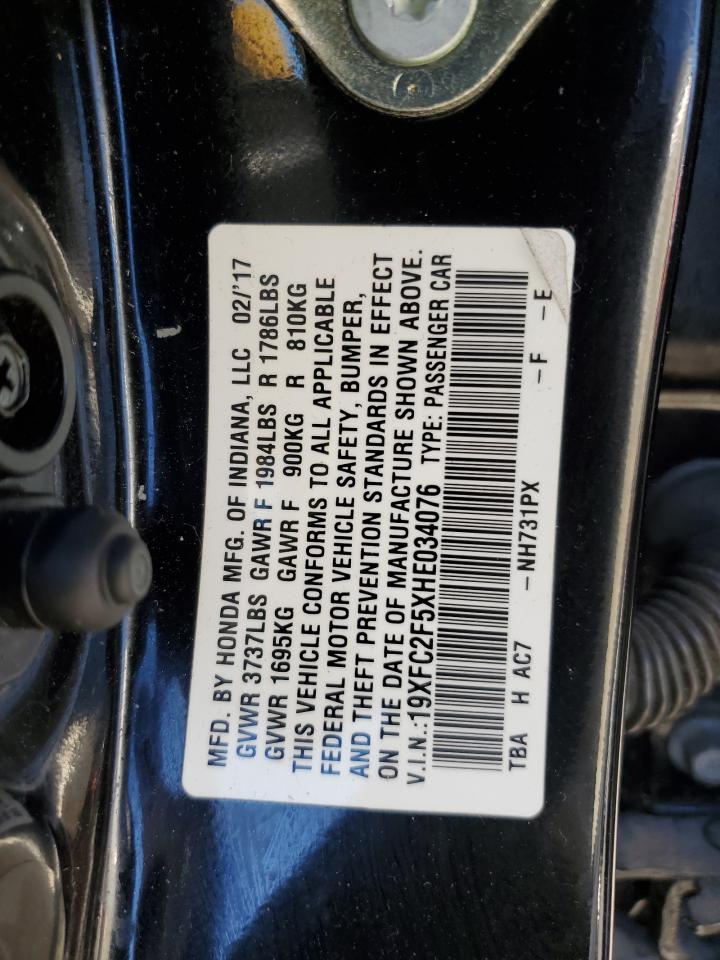 MFD. BY HONDA MFG. OF INDIANA, LLC 02/'17
GVWR 3737LBS GAWR F 1984LBS R 1786LBS
GVWR 1695KG GAWR F 900KG R 810KG
THIS VEHICLE CONFORMS TO ALL APPLICABLE
FEDERAL MOTOR VEHICLE SAFETY, BUMPER,
AND THEFT PREVENTION STANDARDS IN EFFECT
ON THE DATE OF MANUFACTURE SHOWN ABOVE.
V.I.N.:19XFC2F5XHE034076 TYPE: PASSENGER CAR
TBA H AC7 -NH731PX -F -E